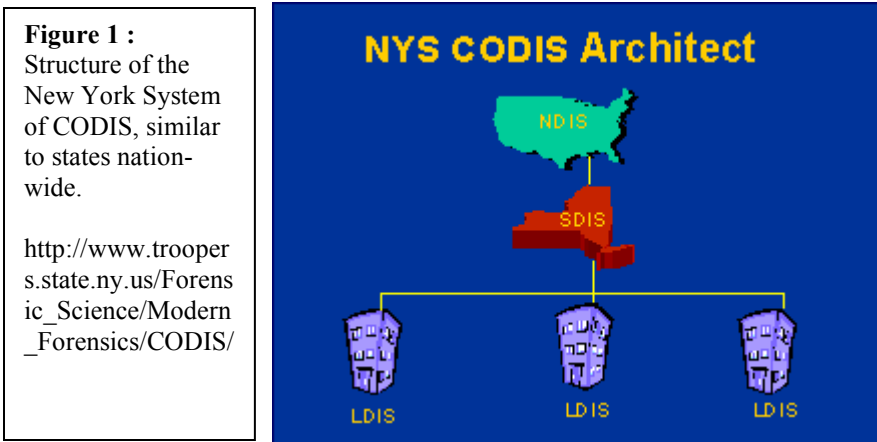 Figure 1 :
Structure of the
New York System
of CODIS, similar
to states nation-
wide.
http://www.trooper
s.state.ny.us/Forens
ic_Science/Modern
_Forensics/CODIS/
NYS CODIS Architect
NDIS
SDIS
LDIS
LDIS
LDIS